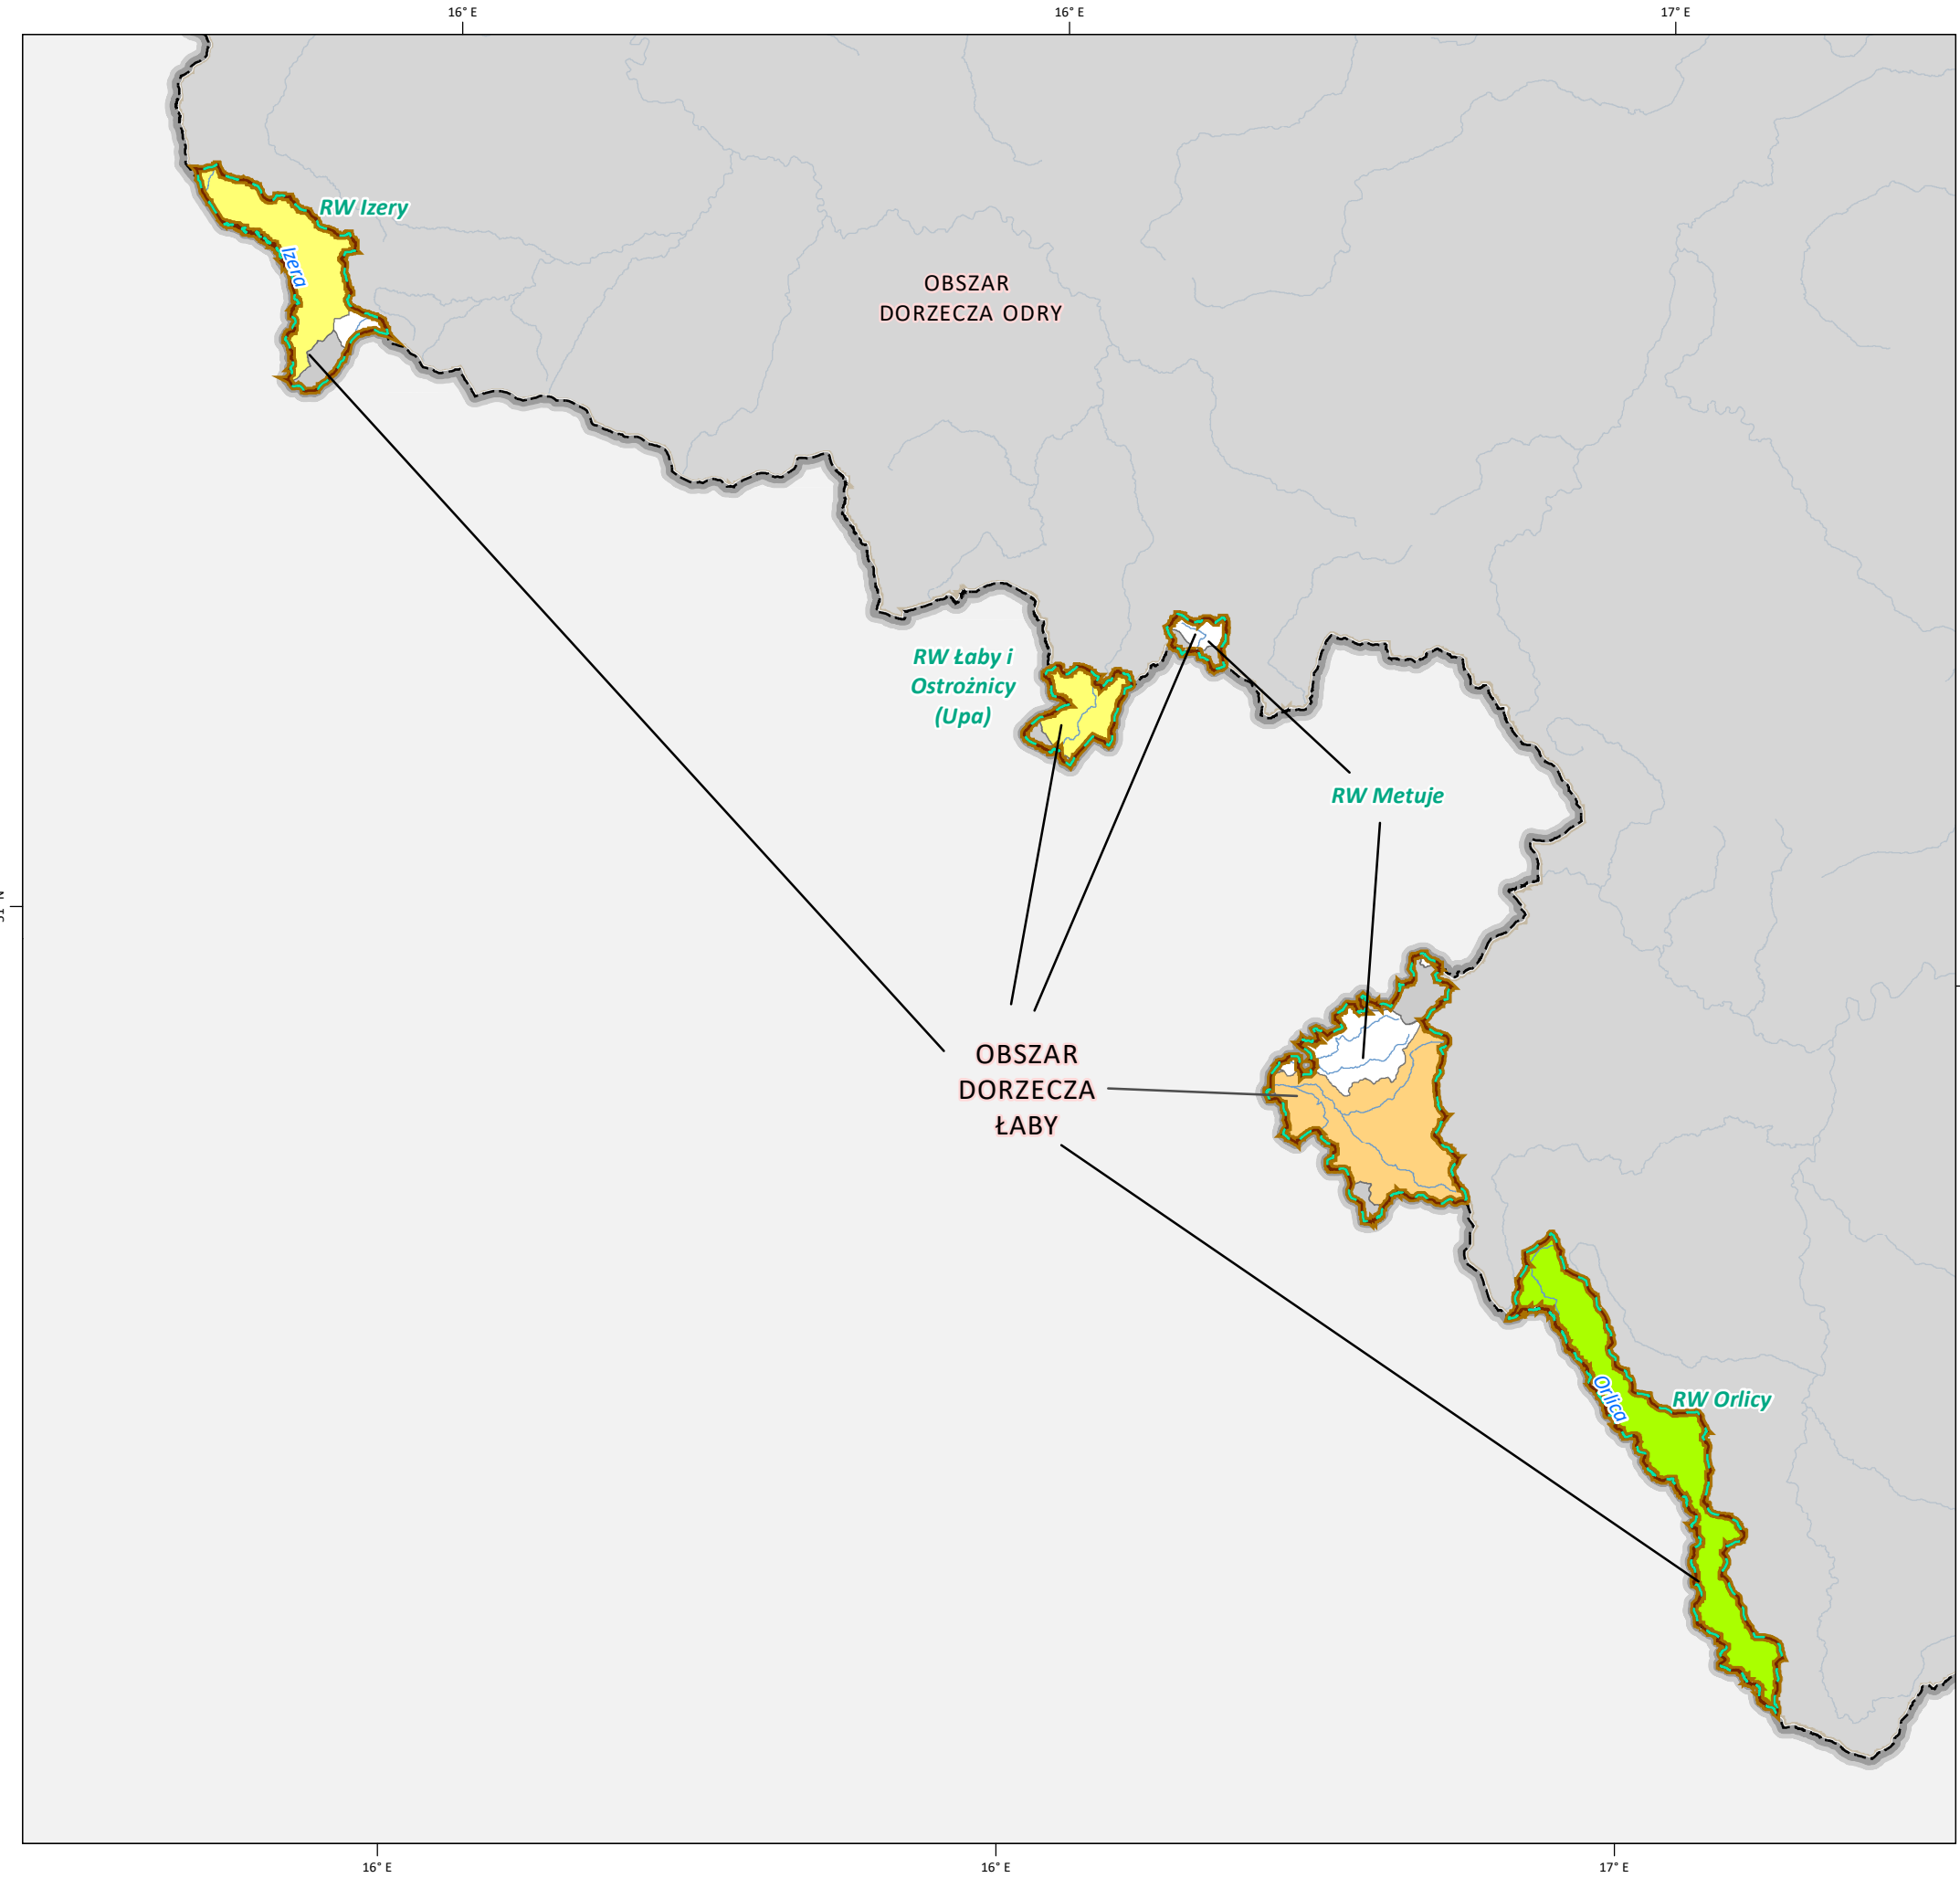 16° E
16° E
17° E
RW Izery
Izera
OBSZAR
DORZECZA ODRY
RW Łaby i
Ostrożnicy
(Upa)
RW Metuje
OBSZAR
DORZECZA
ŁABY
RW Orlicy
Orlica
16° E
16° E
17° E